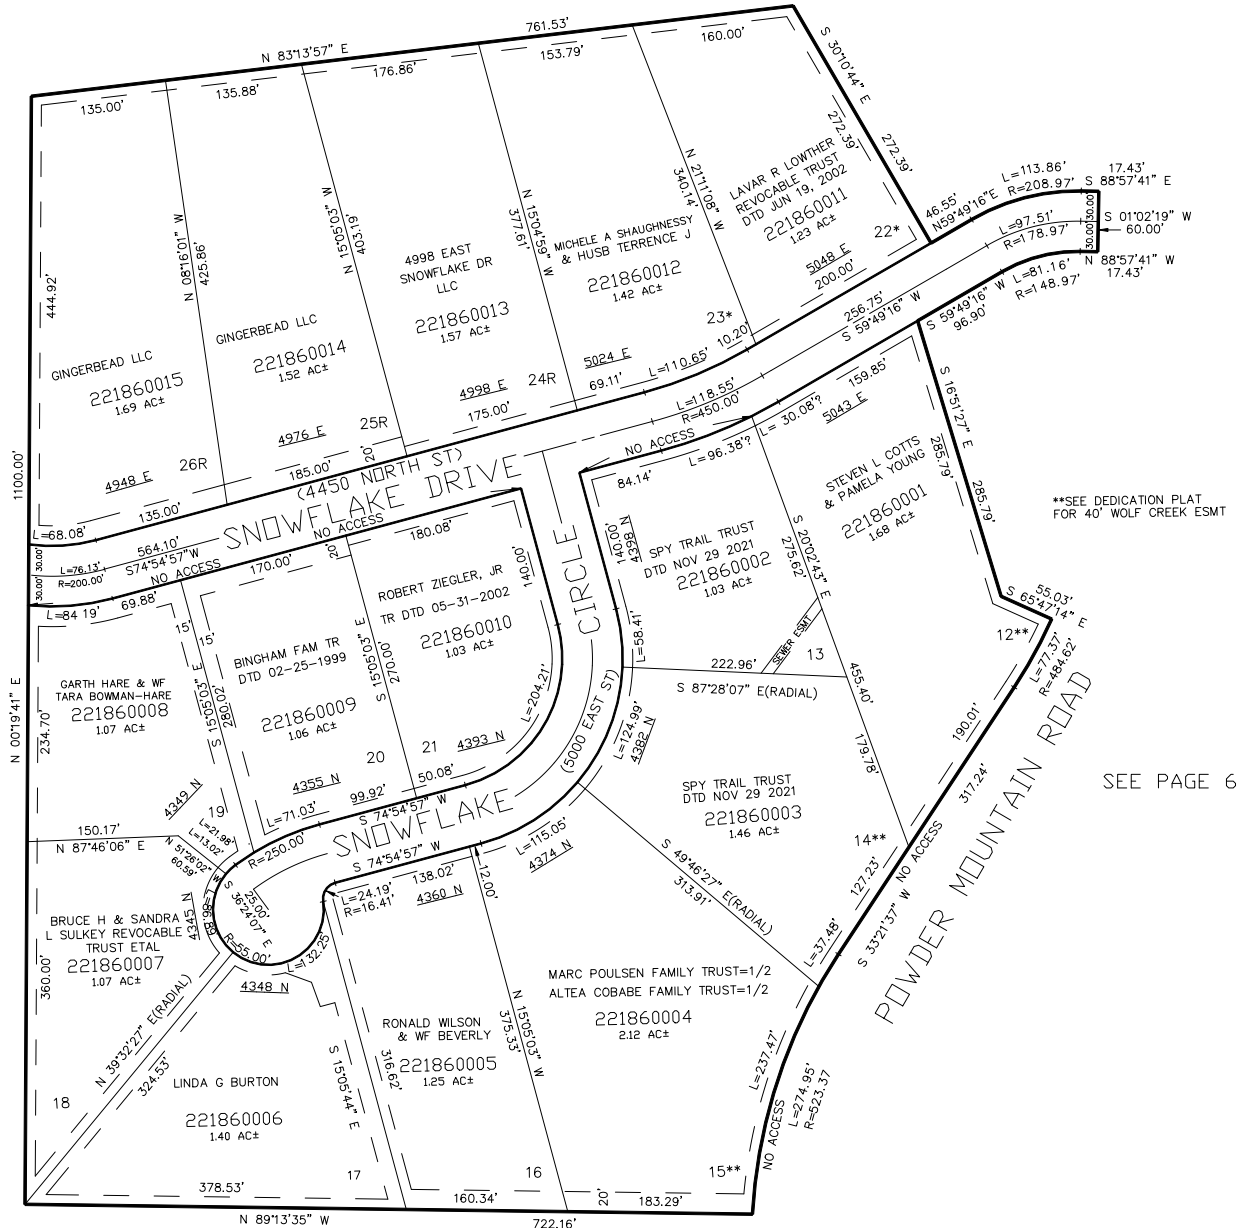 761.53'
N 83°13'57" E
160.00'
153.79'
176.86'
135.88'
135.00'
S 30°10'44" E
272.39'
272.39'
LAVAR R LOWTHER
REVOCABLE TRUST
DTD JUN 19, 2002
221860011
1.23 AC±
22*
5048 E
200.00'
N 21°11'08" W
340.14'
MICHELE A SHAUGHNESSY
& HUSB TERRENCE J
221860012
1.42 AC±
23*
5024 E
69.11'
L=110.65'
10.20'
N 15°04'59" W
377.61'
4998 EAST
SNOWFLAKE DR
LLC
221860013
1.57 AC±
24R
4998 E
175.00'
N 15°05'03" W
403.19'
GINGERBEAD LLC
221860014
1.52 AC±
25R
4976 E
185.00'
20'
N 08°16'01" W
425.86'
GINGERBEAD LLC
221860015
1.69 AC±
26R
4948 E
135.00'
444.92'
1100.00'
N 00°19'41" E
46.55'
N59°49'16"E
L=113.86'
R=208.97'
17.43'
S 88°57'41" E
L=97.51'
R=178.97'
30.00'
30.00'
S 01°02'19" W
60.00'
N 88°57'41" W
17.43'
L=81.16'
R=148.97'
S 59°49'16" W
96.90'
256.75'
S 59°49'16" W
159.85'
L=118.55'
R=450.00'
L=30.08'?
L=96.38'?
NO ACCESS
84.14'
5043 E
L=68.08'
30.00'
30.00'
L=76.13'
R=200.00'
564.10'
S74°54'57"W
(4450 NORTH ST)
SNOWFLAKE DRIVE
NO ACCESS
NO ACCESS
L=84.19'
69.88'
170.00'
20'
180.08'
STEVEN L COTTS
& PAMELA YOUNG
221860001
1.68 AC±
S 16°51'27" E
285.79'
285.79'
**SEE DEDICATION PLAT
FOR 40' WOLF CREEK ESMT
55.03'
S 65°47'14" E
12**
L=77.37'
R=484.62'
SPY TRAIL TRUST
DTD NOV 29 2021
221860002
1.03 AC±
140.00'
4398 N
S 20°02'43" E
275.62'
SEWER ESMT
13
222.96'
S 87°28'07" E(RADIAL)
455.40'
179.78'
190.01'
317.24'
L=58.41'
CIRCLE
140.00'
ROBERT ZIEGLER, JR
TR DTD 05-31-2002
221860010
1.03 AC±
21
4393 N
50.08'
L=204.21'
S 15°05'03" E
270.00'
BINGHAM FAM TR
DTD 02-25-1999
221860009
1.06 AC±
20
4355 N
99.92'
L=71.03'
15'
15'
S 15°05'03" E
280.02'
GARTH HARE & WF
TARA BOWMAN-HARE
221860008
1.07 AC±
234.70'
4349 N
19
L=21.98'
L=13.02'
N 51°26'02" W
60.59'
150.17'
N 87°46'06" E
R=250.00'
S 74°54'57" W
SNOWFLAKE
(5000 EAST ST)
L=124.99'
4382 N
S 74°54'57" W
138.02'
12.00'
L=115.05'
4374 N
L=24.19'
R=16.41'
4360 N
S 36°24'07" E
25.00'
R=55.00'
L=68.98'
4345 N
L=132.25
4348 N
SPY TRAIL TRUST
DTD NOV 29 2021
221860003
1.46 AC±
14**
S 49°46'27" E(RADIAL)
313.91'
127.23'
NO ACCESS
S 33°21'37" W
L=37.48'
POWDER MOUNTAIN ROAD
SEE PAGE 6
BRUCE H & SANDRA
L SULKEY REVOCABLE
TRUST ETAL
221860007
1.07 AC±
360.00'
18
N 39°32'27" E(RADIAL)
324.53'
LINDA G BURTON
221860006
1.40 AC±
17
378.53'
S 15°05'44" E
316.62'
RONALD WILSON
& WF BEVERLY
221860005
1.25 AC±
16
160.34'
N 15°05'03" W
375.33'
MARC POULSEN FAMILY TRUST=1/2
ALTEA COBABE FAMILY TRUST=1/2
221860004
2.12 AC±
15**
20'
183.29'
L=237.47'
L=274.95'
R=523.37
NO ACCESS
N 89°13'35" W
722.16'